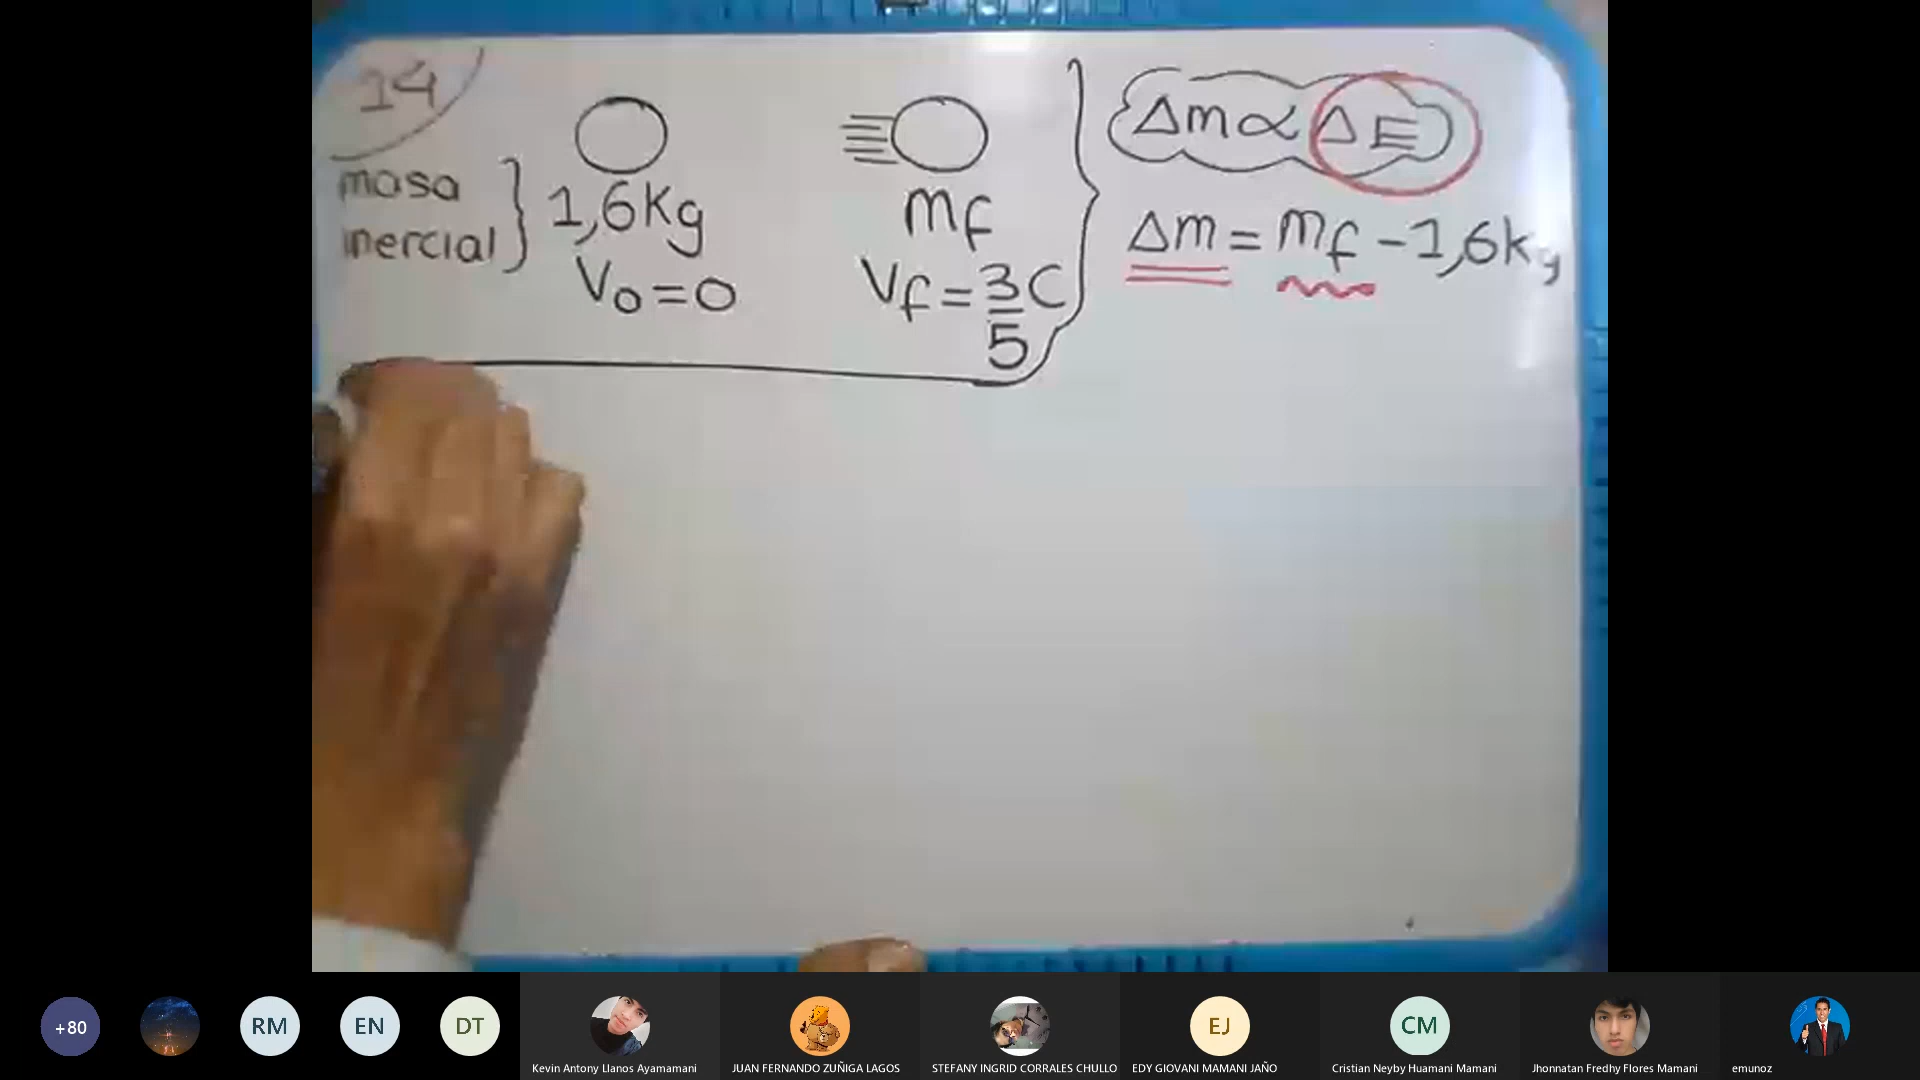 14
masa
inercial
1,6Kg
V₀=0
mf
Vf=3/5 C
Δm∝ΔE
Δm=mf-1,6kg
+80
RM
EN
DT
EJ
CM
Kevin Antony Llanos Ayamamani
JUAN FERNANDO ZUÑIGA LAGOS
STEFANY INGRID CORRALES CHULLO
EDY GIOVANI MAMANI JAÑO
Cristian Neyby Huamani Mamani
Jhonnatan Fredhy Flores Mamani
emunoz